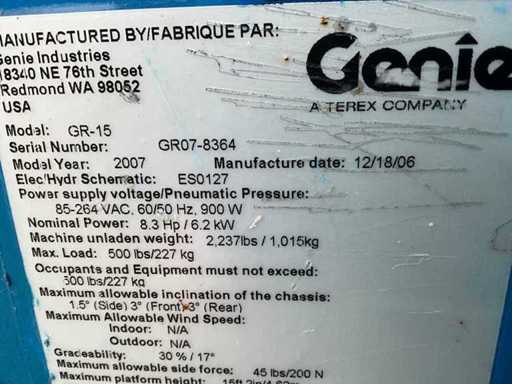 MANUFACTURED BY/FABRIQUE PAR:
Genie Industries
18340 NE 76th Street
Redmond WA 98052
USA
Genie
A TEREX COMPANY
Model: GR-15
Serial Number: GR07-8364
Model Year: 2007 Manufacture date: 12/18/06
Elec/Hydr Schematic: ES0127
Power supply voltage/Pneumatic Pressure:
85-264 VAC, 60/50 Hz, 900 W
Nominal Power: 8.3 Hp / 6.2 kW
Machine unladen weight: 2,237lbs / 1,015kg
Max. Load: 500 lbs/227 kg
Occupants and Equipment must not exceed:
500 lbs/227 kg
Maximum allowable inclination of the chassis:
1.5° (Side) 3° (Front) 3° (Rear)
Maximum Allowable Wind Speed:
Indoor: N/A
Outdoor: N/A
Gradeability: 30 % / 17°
Maximum allowable side force: 45 lbs/200 N
Maximum platform height: 15ft 2in/4.62m